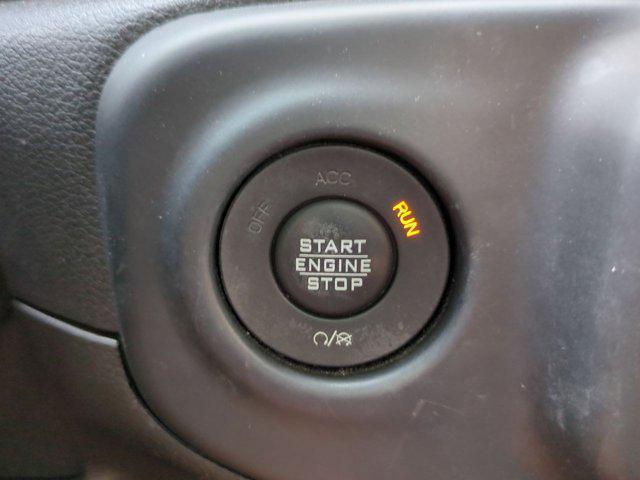 OFF
ACC
RUN
START
ENGINE
STOP